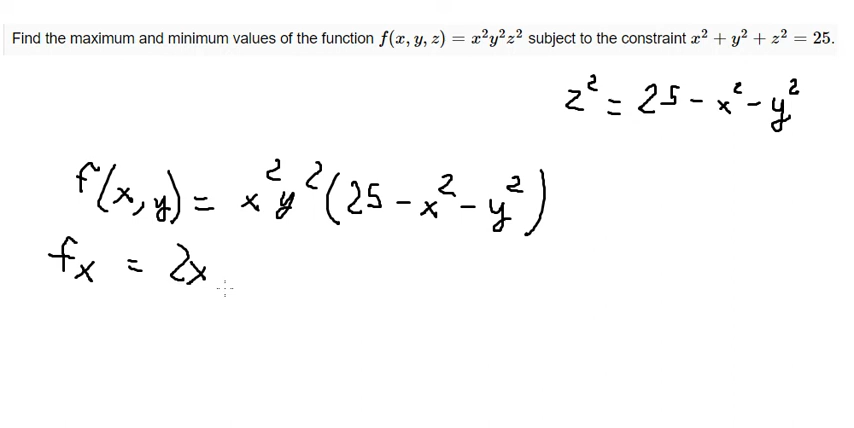 Find the maximum and minimum values of the function f(x, y, z) = x²y²z² subject to the constraint x² + y² + z² = 25.
z² = 25 - x² - y²
f(x, y) = x²y²(25 - x² - y²)
fₓ = 2x